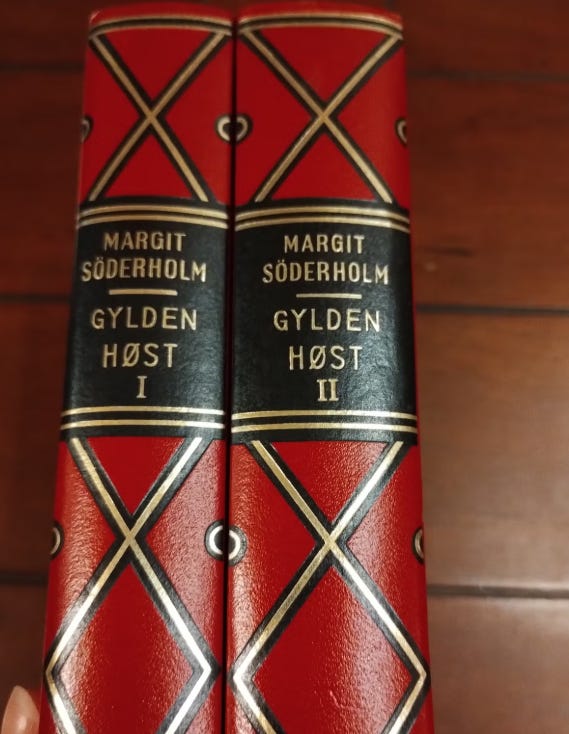 MARGIT
SÖDERHOLM
GYLDEN
HØST
I
MARGIT
SÖDERHOLM
GYLDEN
HØST
II